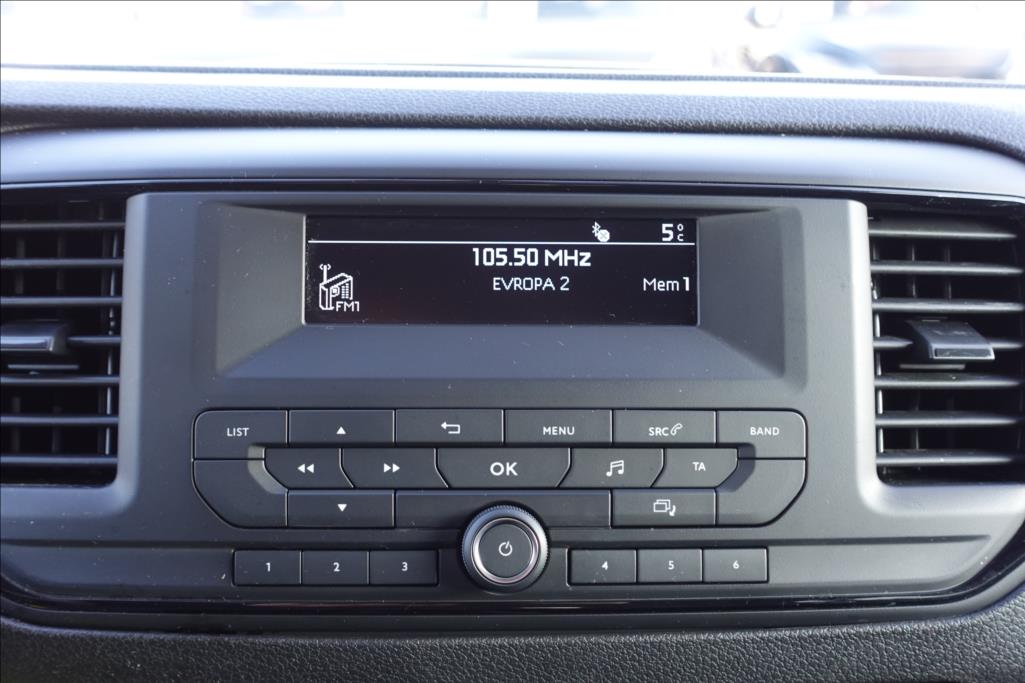 5°C
105.50 MHz
EVROPA 2
Mem 1
FM1
LIST
MENU
SRC
BAND
OK
TA
1 2 3 4 5 6